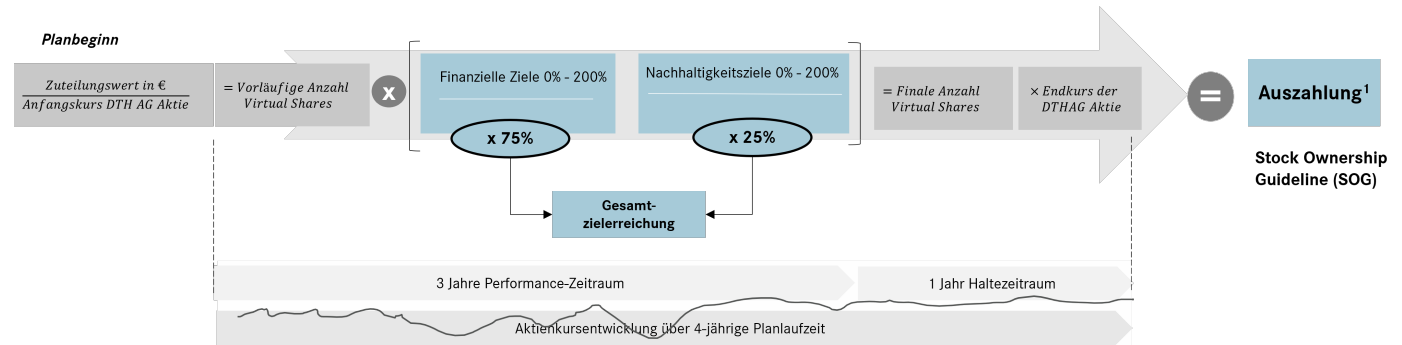 Planbeginn
Zuteilungswert in €
Anfangskurs DTH AG Aktie
= Vorläufige Anzahl
Virtual Shares
x
Finanzielle Ziele 0% - 200%
x 75%
Nachhaltigkeitsziele 0% - 200%
x 25%
Gesamt-
zielerreichung
= Finale Anzahl
Virtual Shares
× Endkurs der
DTHAG Aktie
=
Auszahlung¹
Stock Ownership
Guideline (SOG)
3 Jahre Performance-Zeitraum
1 Jahr Haltezeitraum
Aktienkursentwicklung über 4-jährige Planlaufzeit